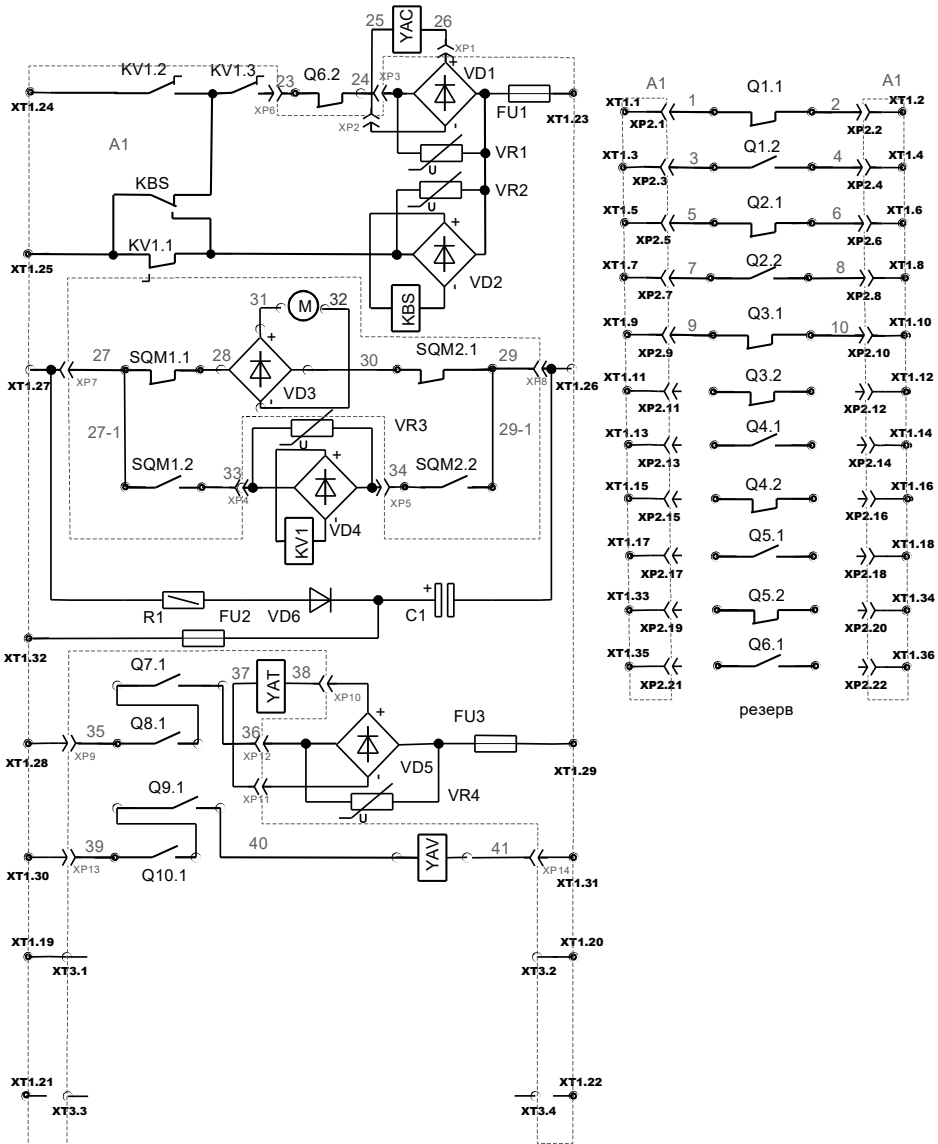 25 YAC 26
XP1
KV1.2 KV1.3 23 Q6.2 24 XP3 + VD1
XT1.24 XP6 XP2 - FU1 XT1.23
A1
VR1
U
KBS VR2
U
KV1.1 +
XT1.25 VD2
KBS -
31 M 32
27 SQM1.1 28 + 30 SQM2.1 29
XT1.27 XP7 VD3 XP8 XT1.26
-
27-1 VR3 29-1
U
SQM1.2 33 + 34 SQM2.2
XP4 VD4 XP5
KV1 -
R1 FU2 VD6 + C1
XT1.32
Q7.1 37 YAT 38
XP10
Q8.1 +
35 36 FU3
XT1.28 XP9 XP12 VD5 XT1.29
XP11 -
Q9.1 VR4
U
39 40 YAV 41
XT1.30 XP13 Q10.1 XP14 XT1.31
XT1.19 XT1.20
XT3.1 XT3.2
XT1.21 XT1.22
XT3.3 XT3.4
A1 A1
XT1.1 1 Q1.1 2 XT1.2
XP2.1 XP2.2
XT1.3 3 Q1.2 4 XT1.4
XP2.3 XP2.4
XT1.5 5 Q2.1 6 XT1.6
XP2.5 XP2.6
XT1.7 7 Q2.2 8 XT1.8
XP2.7 XP2.8
XT1.9 9 Q3.1 10 XT1.10
XP2.9 XP2.10
XT1.11 Q3.2 XT1.12
XP2.11 XP2.12
XT1.13 Q4.1 XT1.14
XP2.13 XP2.14
XT1.15 Q4.2 XT1.16
XP2.15 XP2.16
XT1.17 Q5.1 XT1.18
XP2.17 XP2.18
XT1.33 Q5.2 XT1.34
XP2.19 XP2.20
XT1.35 Q6.1 XT1.36
XP2.21 XP2.22
резерв